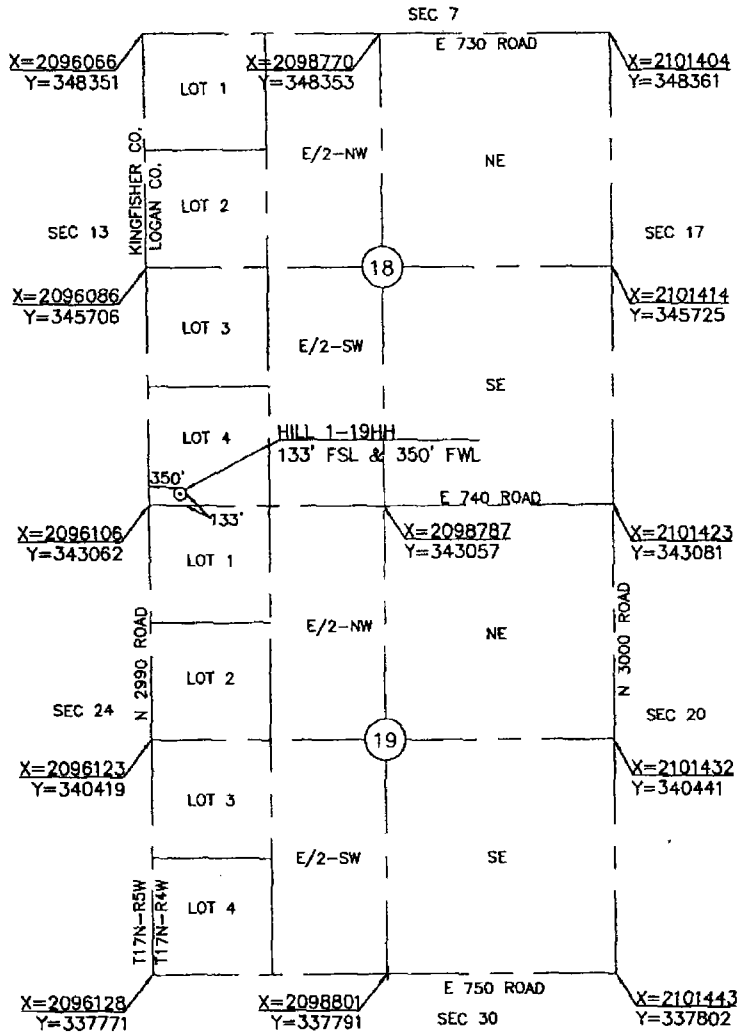 SEC 7
E 730 ROAD
X=2096066
Y=348351
X=2098770
Y=348353
X=2101404
Y=348361
LOT 1
KINGFISHER CO.
LOGAN CO.
E/2-NW
NE
LOT 2
SEC 13
SEC 17
18
X=2096086
Y=345706
X=2101414
Y=345725
LOT 3
E/2-SW
SE
LOT 4
HILL 1-19HH
133' FSL & 350' FWL
350'
133'
E 740 ROAD
X=2096106
Y=343062
X=2098787
Y=343057
X=2101423
Y=343081
LOT 1
N 2990 ROAD
E/2-NW
NE
N 3000 ROAD
LOT 2
SEC 24
SEC 20
19
X=2096123
Y=340419
X=2101432
Y=340441
LOT 3
E/2-SW
SE
LOT 4
T17N-R5W
T17N-R4W
E 750 ROAD
X=2096128
Y=337771
X=2098801
Y=337791
X=2101443
Y=337802
SEC 30